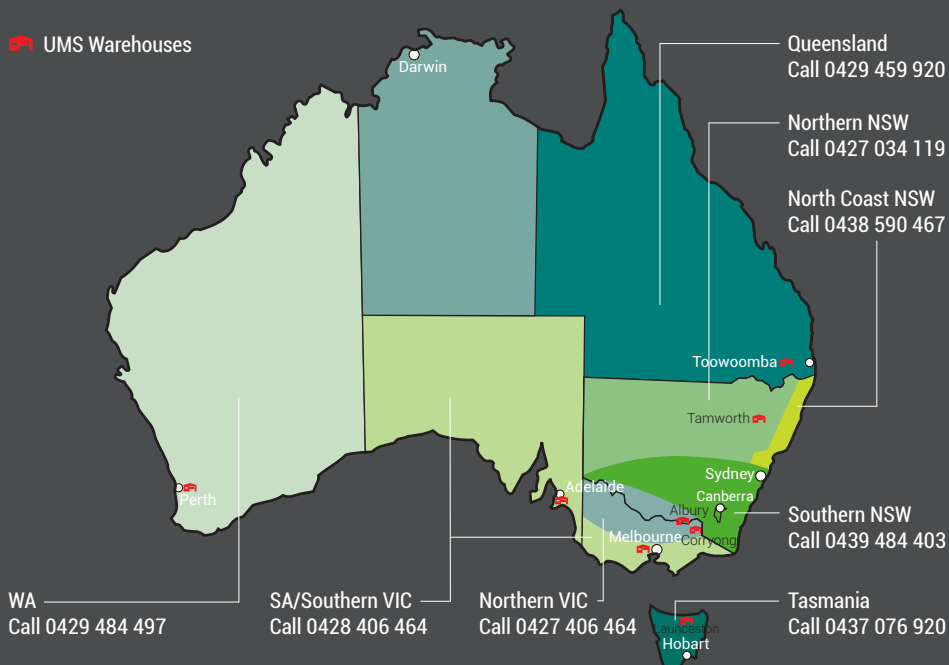 UMS Warehouses
Darwin
Queensland
Call 0429 459 920
Northern NSW
Call 0427 034 119
North Coast NSW
Call 0438 590 467
Toowoomba
Tamworth
Sydney
Canberra
Adelaide
Perth
Albury
Melbourne
Corryong
Southern NSW
Call 0439 484 403
WA
Call 0429 484 497
SA/Southern VIC
Call 0428 406 464
Northern VIC
Call 0427 406 464
Tasmania
Call 0437 076 920
Launceston
Hobart